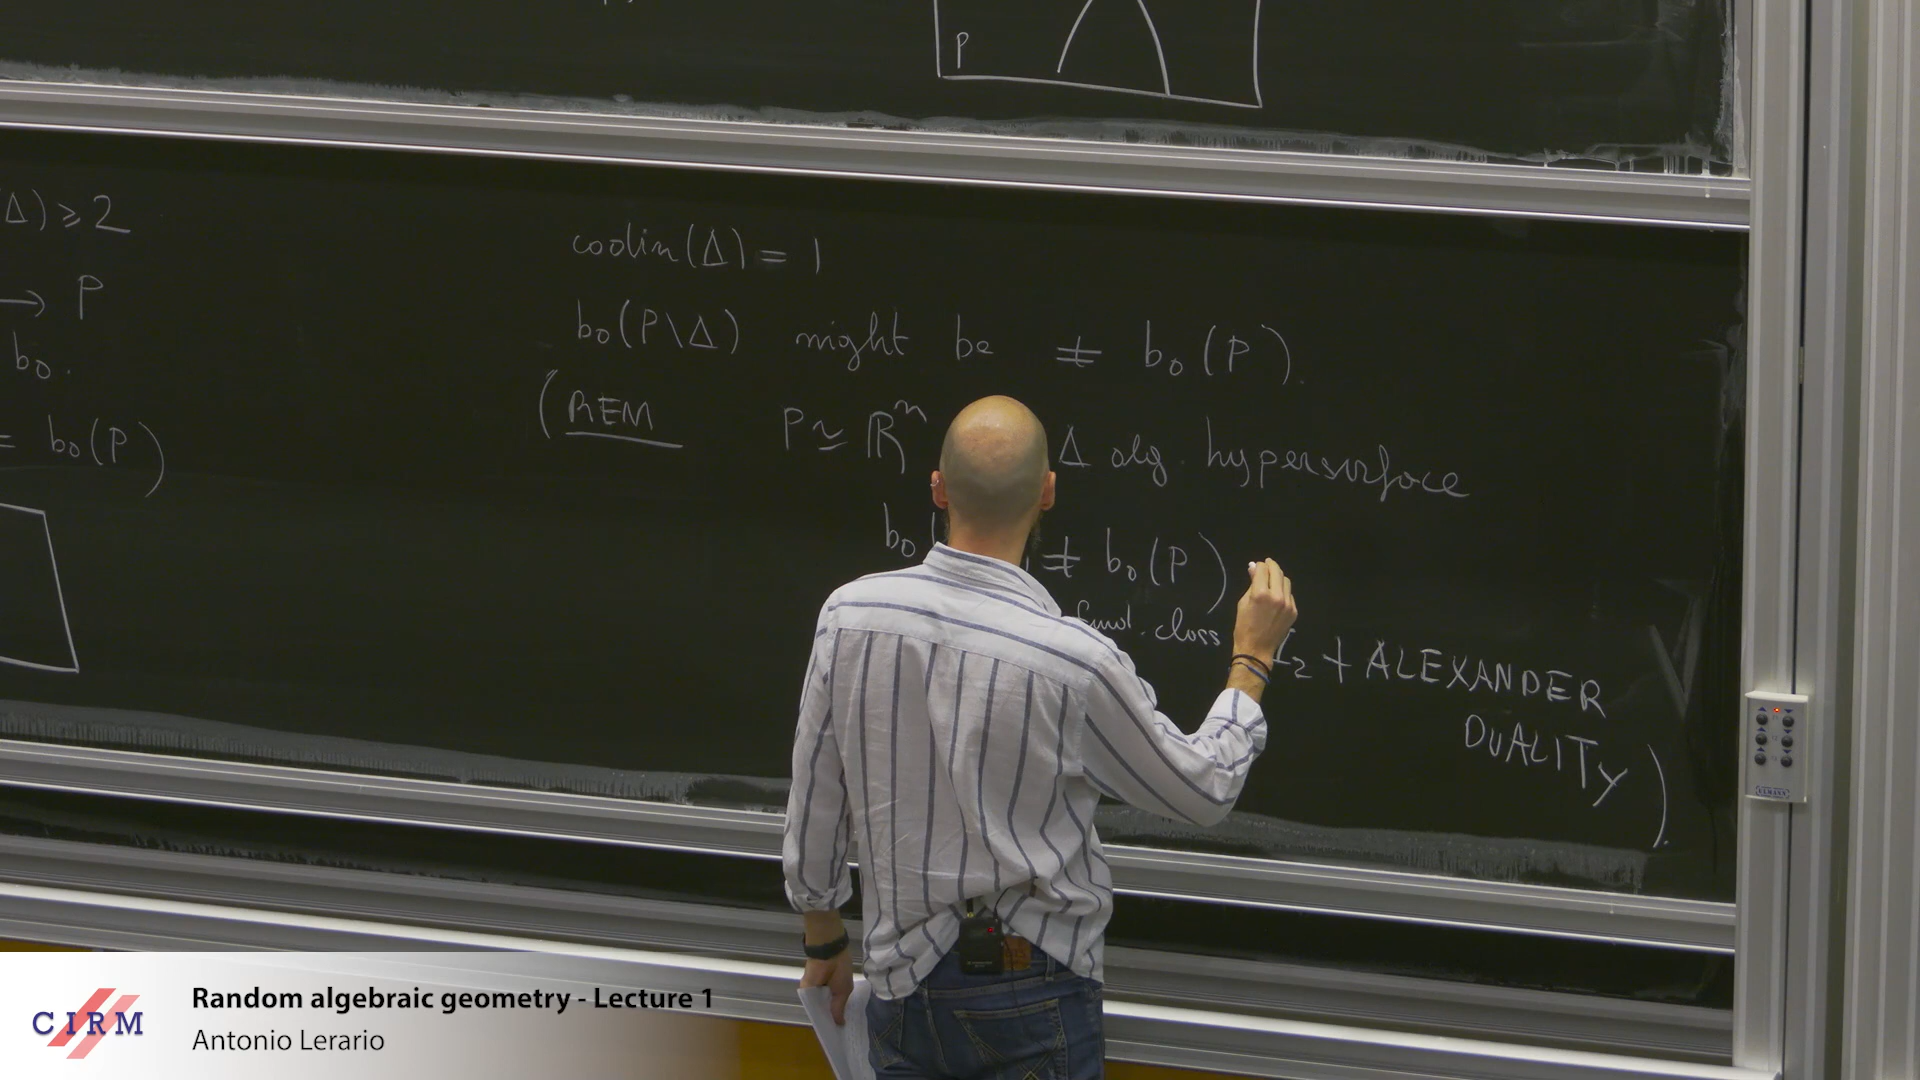 P
Δ) ⩾ 2
→ P
b₀.
= b₀(P)
codim(Δ) = 1
b₀(P\Δ) might be ≠ b₀(P).
(REM P ≃ ℝⁿ Δ alg. hypersurface
b₀( ≠ b₀(P)
fund. class ₂ + ALEXANDER
DUALITY).
CIRM
Random algebraic geometry - Lecture 1
Antonio Lerario